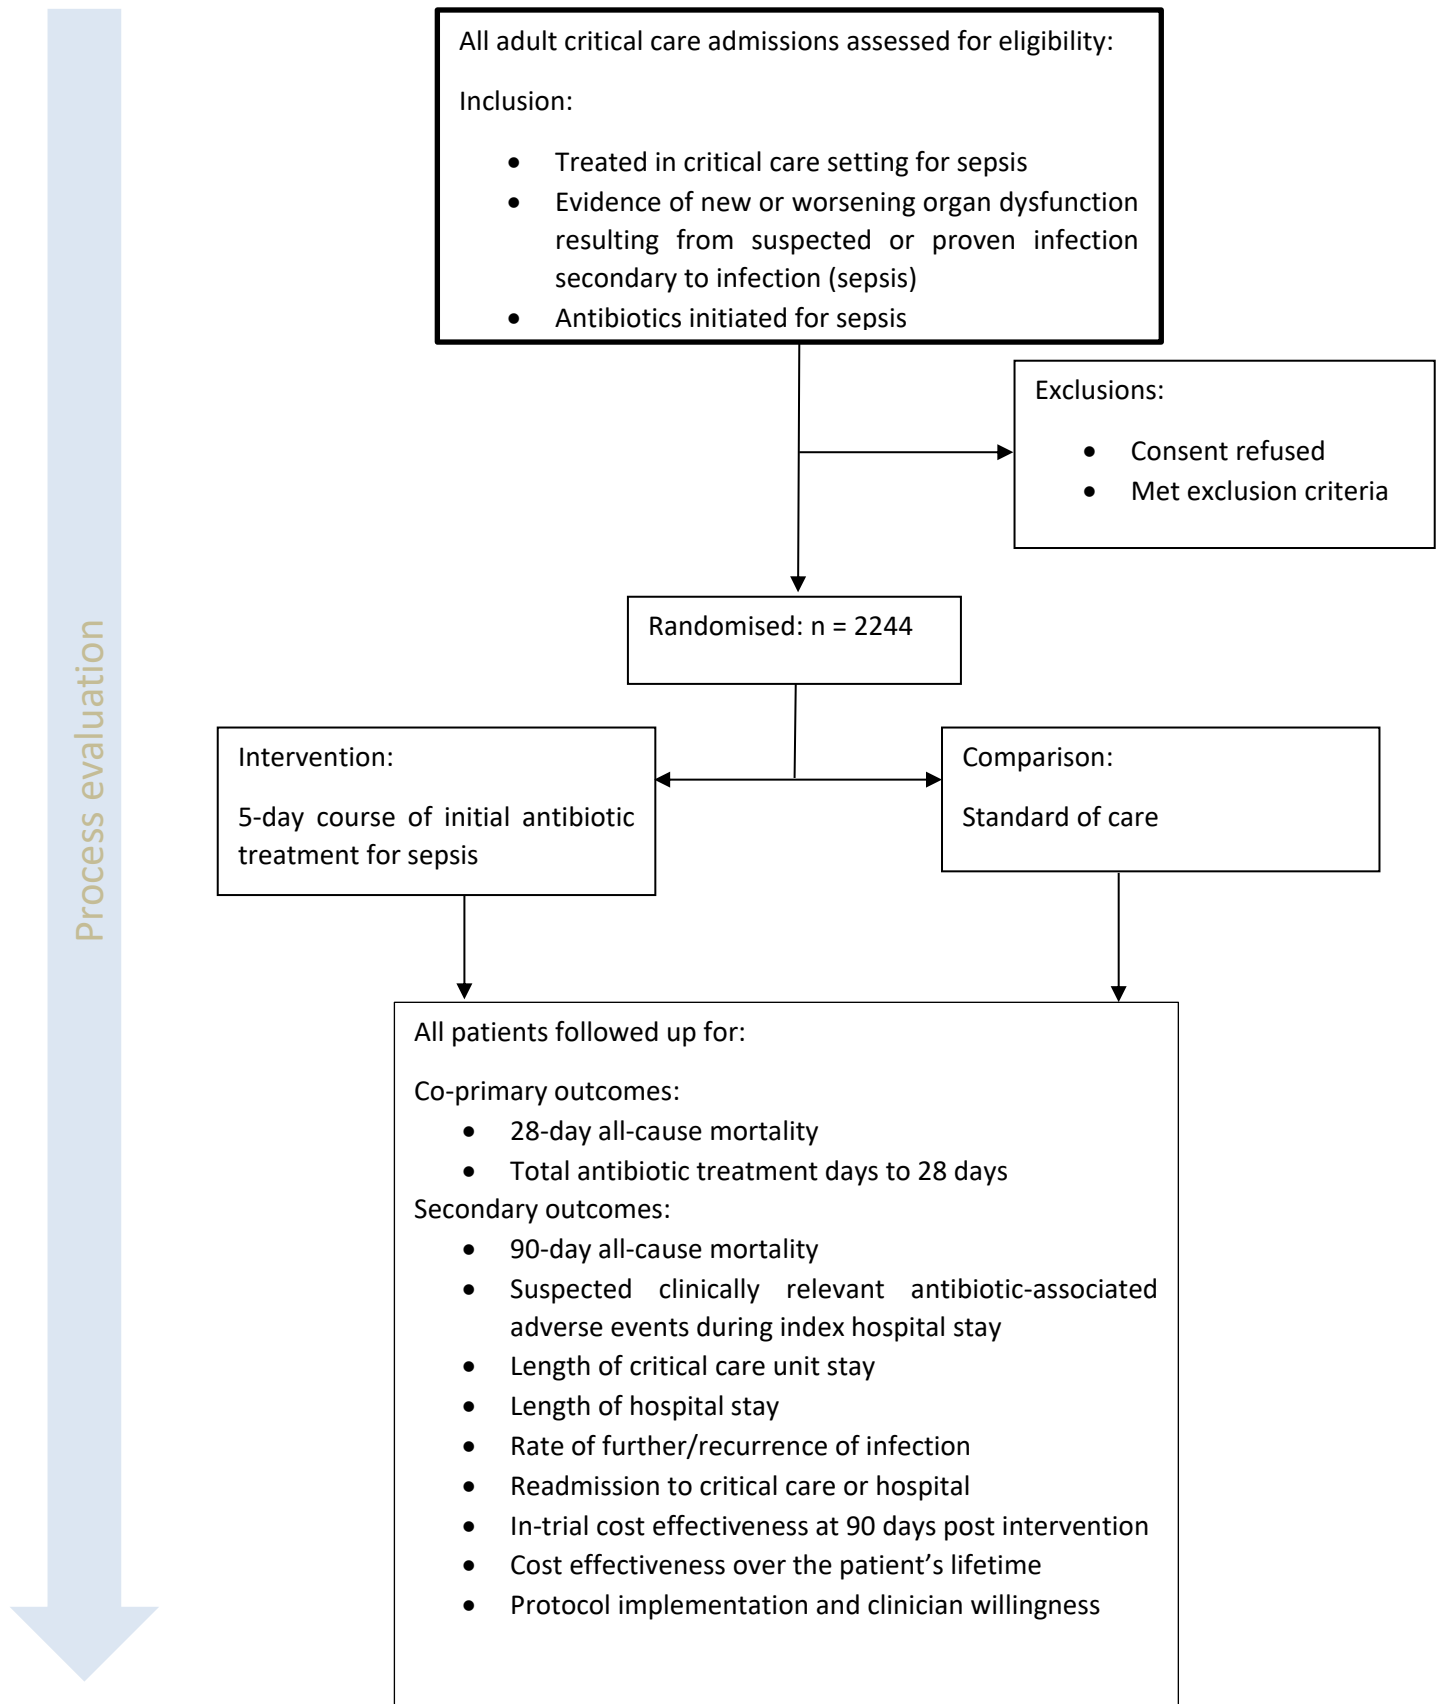 All adult critical care admissions assessed for eligibility:
Inclusion:
• Treated in critical care setting for sepsis
• Evidence of new or worsening organ dysfunction
resulting from suspected or proven infection
secondary to infection (sepsis)
• Antibiotics initiated for sepsis
Exclusions:
• Consent refused
• Met exclusion criteria
Randomised: n = 2244
Intervention:
5-day course of initial antibiotic
treatment for sepsis
Comparison:
Standard of care
Process evaluation
All patients followed up for:
Co-primary outcomes:
• 28-day all-cause mortality
• Total antibiotic treatment days to 28 days
Secondary outcomes:
• 90-day all-cause mortality
• Suspected clinically relevant antibiotic-associated
adverse events during index hospital stay
• Length of critical care unit stay
• Length of hospital stay
• Rate of further/recurrence of infection
• Readmission to critical care or hospital
• In-trial cost effectiveness at 90 days post intervention
• Cost effectiveness over the patient’s lifetime
• Protocol implementation and clinician willingness